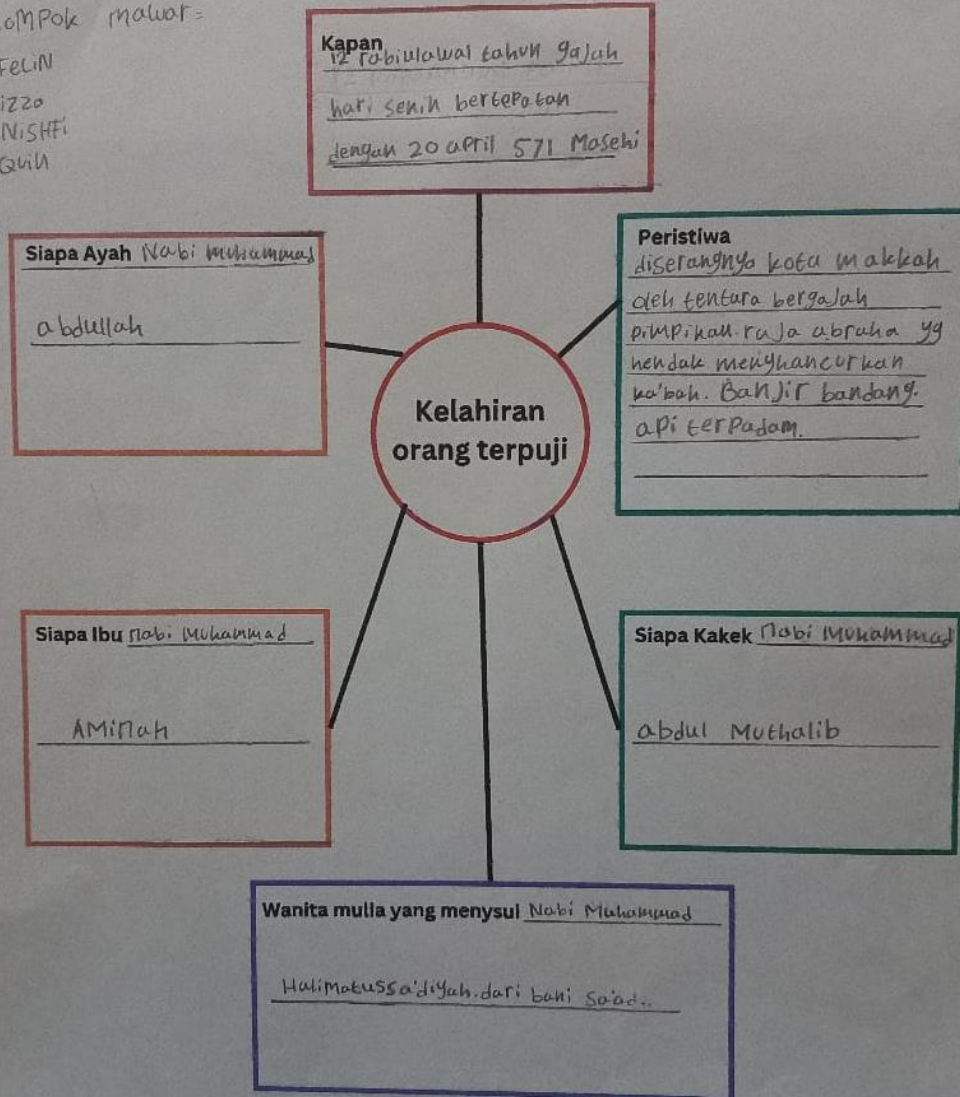 omPok malwar =
FeLiN
izzo
NiSHFi
Quin
Kapan
12 rabiulawal tahun gajah
hari senin bertepatan
dengan 20 april 571 Masehi
Siapa Ayah Nabi muhammad
abdullah
Peristiwa
diserangnya kota makkah
oleh tentara bergajah
pimpinan raja abraha yg
hendak menghancurkan
ka'bah. Banjir bandang.
api terpadam.
Kelahiran
orang terpuji
Siapa Ibu nabi Muhammad
AMinah
Siapa Kakek Nabi Muhammad
abdul Muthalib
Wanita mulia yang menysui Nabi Muhammad
Halimatussa'diyah.dari bani sa'ad..